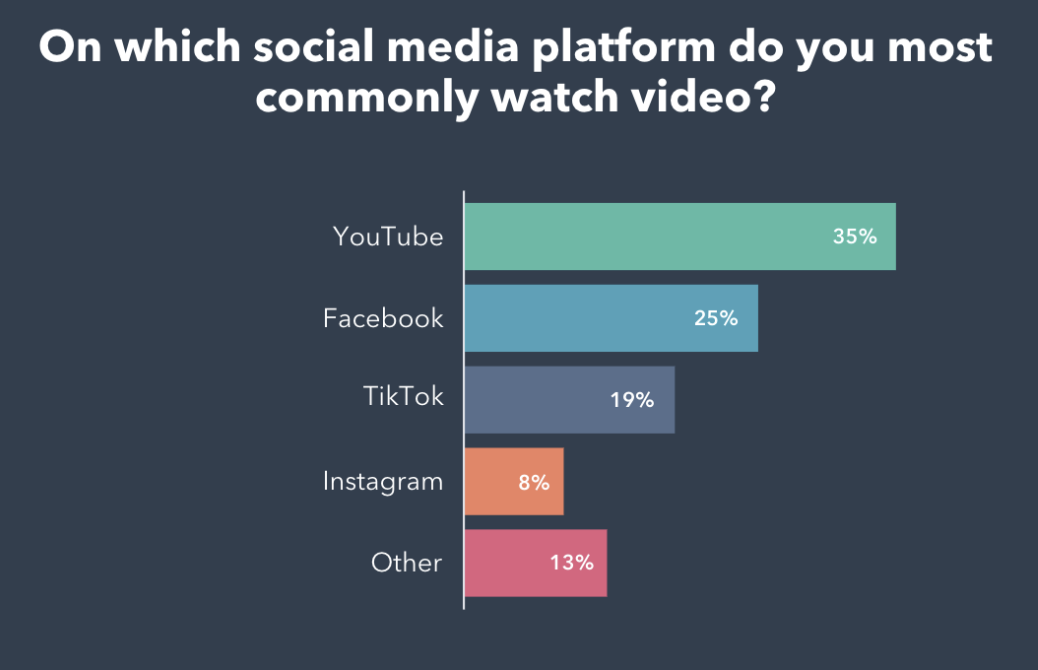 On which social media platform do you most
commonly watch video?
YouTube 35%
Facebook 25%
TikTok 19%
Instagram 8%
Other 13%